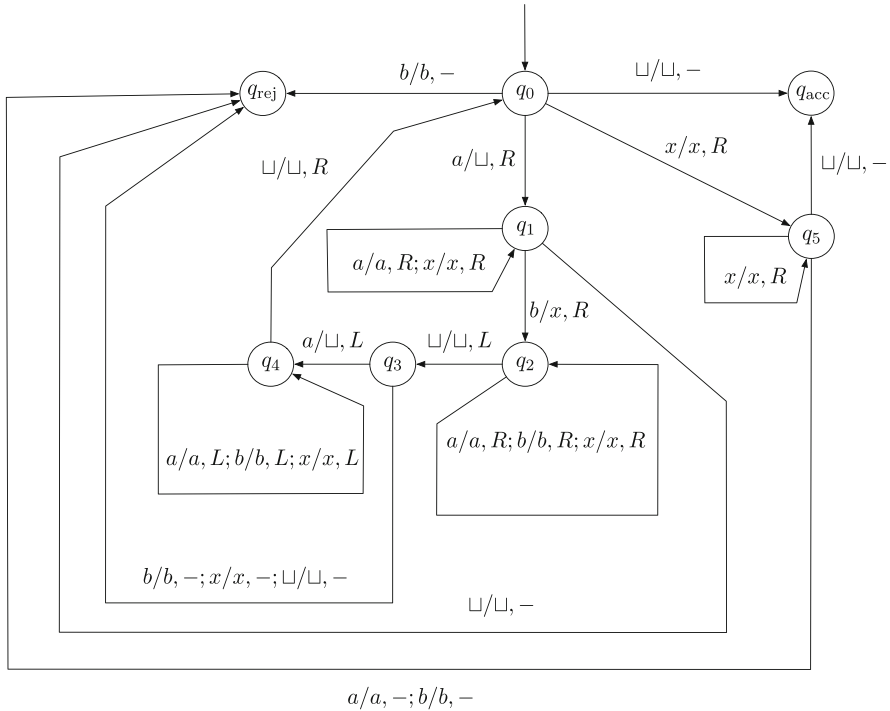 b/b, −
⊔/⊔, −
q_rej
q_0
q_acc
⊔/⊔, R
a/⊔, R
x/x, R
⊔/⊔, −
q_1
q_5
a/a, R; x/x, R
x/x, R
b/x, R
a/⊔, L
⊔/⊔, L
q_4
q_3
q_2
a/a, R; b/b, R; x/x, R
a/a, L; b/b, L; x/x, L
b/b, −; x/x, −; ⊔/⊔, −
⊔/⊔, −
a/a, −; b/b, −